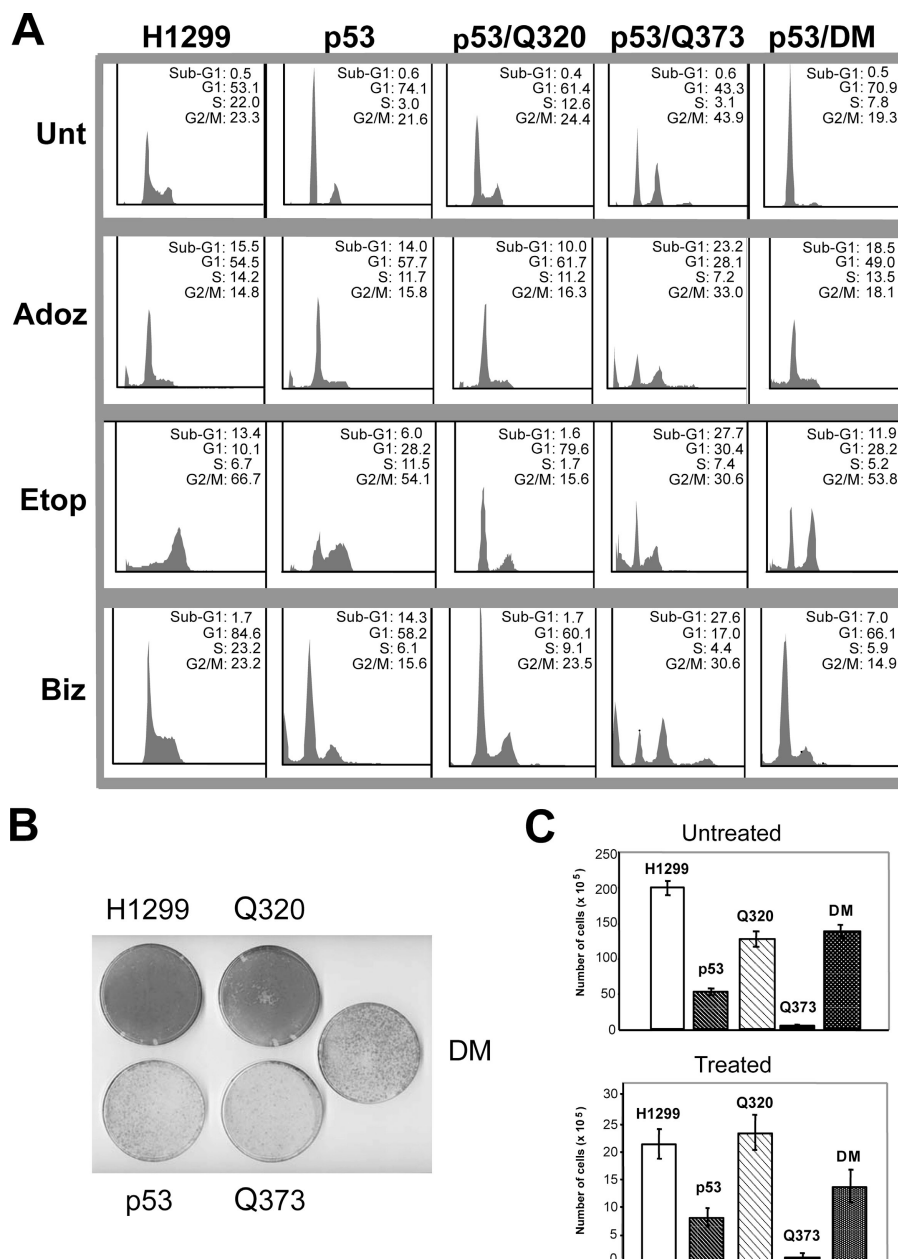 A
H1299 p53 p53/Q320 p53/Q373 p53/DM
Unt
Sub-G1: 0.5
G1: 53.1
S: 22.0
G2/M: 23.3
Sub-G1: 0.6
G1: 74.1
S: 3.0
G2/M: 21.6
Sub-G1: 0.4
G1: 61.4
S: 12.6
G2/M: 24.4
Sub-G1: 0.6
G1: 43.3
S: 3.1
G2/M: 43.9
Sub-G1: 0.5
G1: 70.9
S: 7.8
G2/M: 19.3
Adoz
Sub-G1: 15.5
G1: 54.5
S: 14.2
G2/M: 14.8
Sub-G1: 14.0
G1: 57.7
S: 11.7
G2/M: 15.8
Sub-G1: 10.0
G1: 61.7
S: 11.2
G2/M: 16.3
Sub-G1: 23.2
G1: 28.1
S: 7.2
G2/M: 33.0
Sub-G1: 18.5
G1: 49.0
S: 13.5
G2/M: 18.1
Etop
Sub-G1: 13.4
G1: 10.1
S: 6.7
G2/M: 66.7
Sub-G1: 6.0
G1: 28.2
S: 11.5
G2/M: 54.1
Sub-G1: 1.6
G1: 79.6
S: 1.7
G2/M: 15.6
Sub-G1: 27.7
G1: 30.4
S: 7.4
G2/M: 30.6
Sub-G1: 11.9
G1: 28.2
S: 5.2
G2/M: 53.8
Biz
Sub-G1: 1.7
G1: 84.6
S: 23.2
G2/M: 23.2
Sub-G1: 14.3
G1: 58.2
S: 6.1
G2/M: 15.6
Sub-G1: 1.7
G1: 60.1
S: 9.1
G2/M: 23.5
Sub-G1: 27.6
G1: 17.0
S: 4.4
G2/M: 30.6
Sub-G1: 7.0
G1: 66.1
S: 5.9
G2/M: 14.9
B
H1299 Q320
DM
p53 Q373
C
Untreated
Number of cells (x 10⁵)
250
200
150
100
50
0
H1299
p53
Q320
Q373
DM
Treated
Number of cells (x 10⁵)
30
25
20
15
10
5
0
H1299
p53
Q320
Q373
DM